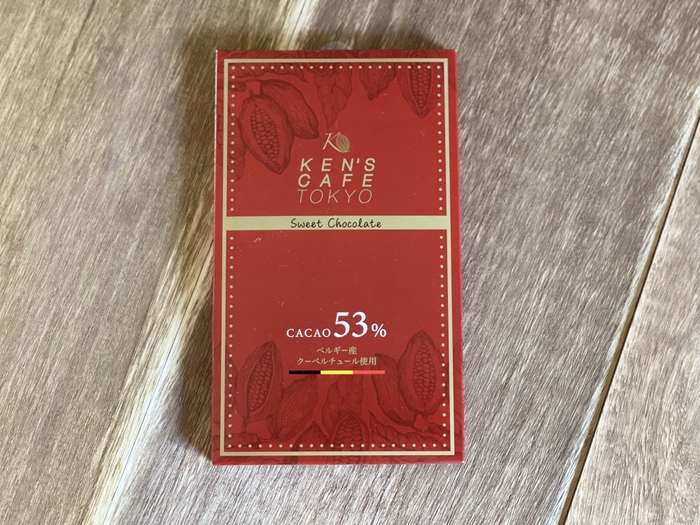 K
KEN'S
CAFE
TOKYO
Sweet Chocolate
CACAO 53%
ベルギー産
クーベルチュール使用